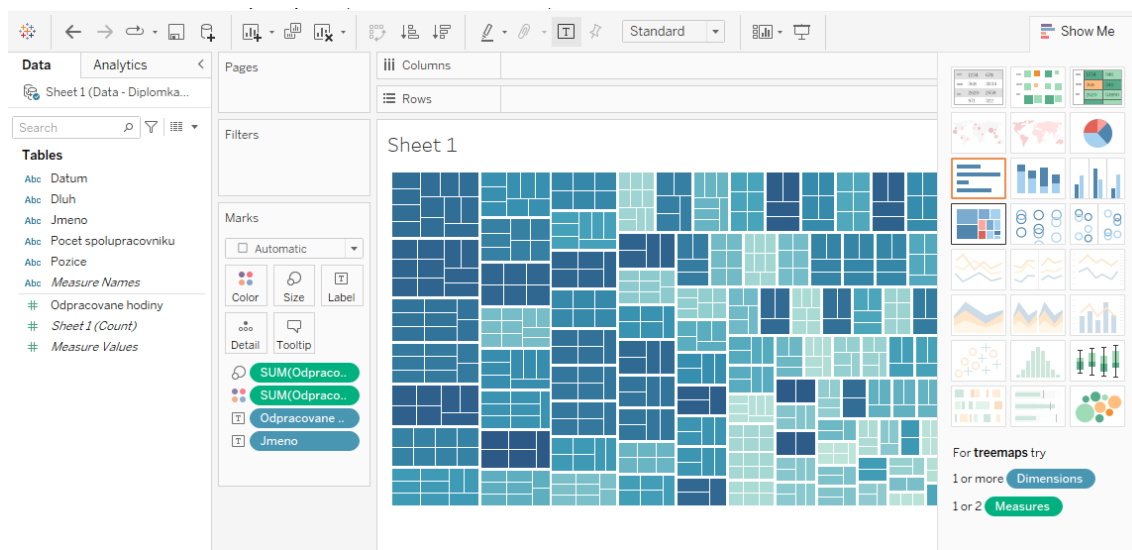 Standard
Show Me
Data
Analytics
Sheet 1 (Data - Diplomka...
Search
Tables
Abc Datum
Abc Dluh
Abc Jmeno
Abc Pocet spolupracovniku
Abc Pozice
Abc Measure Names
# Odpracovane hodiny
# Sheet 1 (Count)
# Measure Values
Pages
Filters
Marks
Automatic
Color
Size
T
Label
Detail
Tooltip
SUM(Odpraco..
SUM(Odpraco..
T Odpracovane ..
T Jmeno
iii Columns
Rows
Sheet 1
For treemaps try
1 or more Dimensions
1 or 2 Measures